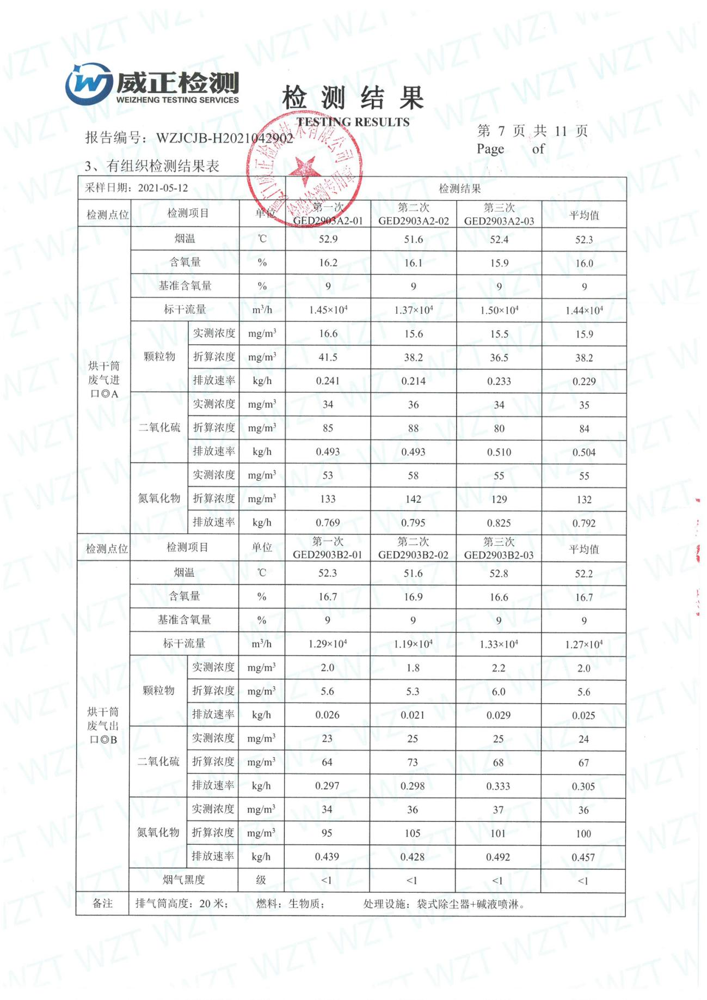 威正检测
WEIZHENG TESTING SERVICES
检测结果
TESTING RESULTS
报告编号：WZJCJB-H2021042902
第 7 页 共 11 页
Page of
3、有组织检测结果表
采样日期：2021-05-12 检测结果
检测点位 检测项目 单位 第一次 GED2903A2-01 第二次 GED2903A2-02 第三次 GED2903A2-03 平均值
烘干筒废气进口◎A
烟温 ℃ 52.9 51.6 52.4 52.3
含氧量 % 16.2 16.1 15.9 16.0
基准含氧量 % 9 9 9 9
标干流量 m³/h 1.45×10⁴ 1.37×10⁴ 1.50×10⁴ 1.44×10⁴
颗粒物 实测浓度 mg/m³ 16.6 15.6 15.5 15.9
折算浓度 mg/m³ 41.5 38.2 36.5 38.2
排放速率 kg/h 0.241 0.214 0.233 0.229
二氧化硫 实测浓度 mg/m³ 34 36 34 35
折算浓度 mg/m³ 85 88 80 84
排放速率 kg/h 0.493 0.493 0.510 0.504
氮氧化物 实测浓度 mg/m³ 53 58 55 55
折算浓度 mg/m³ 133 142 129 132
排放速率 kg/h 0.769 0.795 0.825 0.792
检测点位 检测项目 单位 第一次 GED2903B2-01 第二次 GED2903B2-02 第三次 GED2903B2-03 平均值
烘干筒废气出口◎B
烟温 ℃ 52.3 51.6 52.8 52.2
含氧量 % 16.7 16.9 16.6 16.7
基准含氧量 % 9 9 9 9
标干流量 m³/h 1.29×10⁴ 1.19×10⁴ 1.33×10⁴ 1.27×10⁴
颗粒物 实测浓度 mg/m³ 2.0 1.8 2.2 2.0
折算浓度 mg/m³ 5.6 5.3 6.0 5.6
排放速率 kg/h 0.026 0.021 0.029 0.025
二氧化硫 实测浓度 mg/m³ 23 25 25 24
折算浓度 mg/m³ 64 73 68 67
排放速率 kg/h 0.297 0.298 0.333 0.305
氮氧化物 实测浓度 mg/m³ 34 36 37 36
折算浓度 mg/m³ 95 105 101 100
排放速率 kg/h 0.439 0.428 0.492 0.457
烟气黑度 级 <1 <1 <1 <1
备注 排气筒高度：20 米； 燃料：生物质； 处理设施：袋式除尘器+碱液喷淋。
厦门威正检测技术有限公司
检验检测专用章
WZT